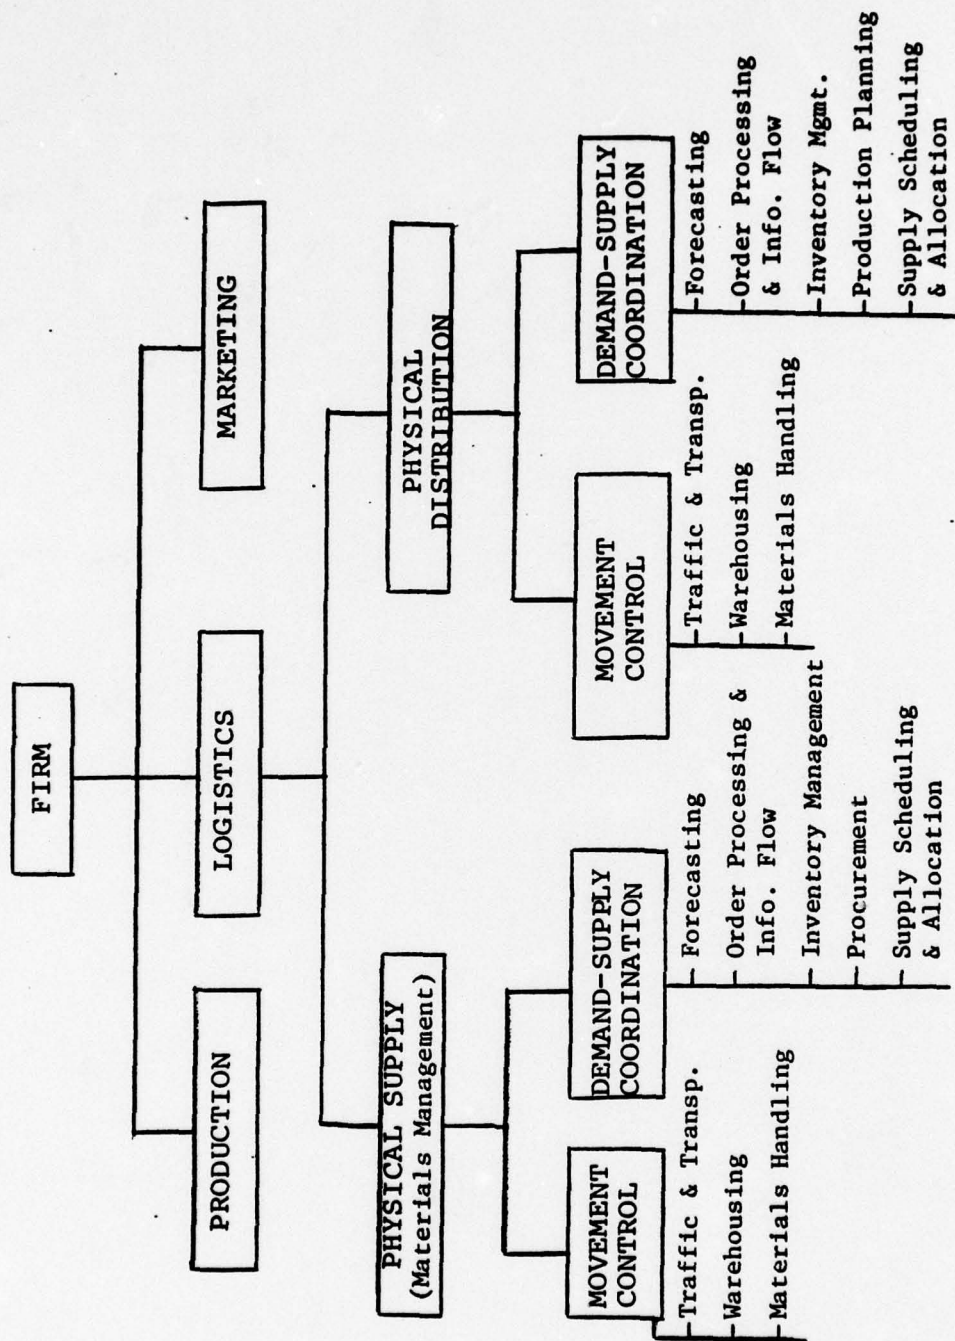 FIRM
PRODUCTION
LOGISTICS
MARKETING
PHYSICAL SUPPLY
(Materials Management)
PHYSICAL
DISTRIBUTION
MOVEMENT
CONTROL
-Traffic & Transp.
-Warehousing
-Materials Handling
DEMAND-SUPPLY
COORDINATION
- Forecasting
- Order Processing &
Info. Flow
- Inventory Management
- Procurement
- Supply Scheduling
& Allocation
MOVEMENT
CONTROL
-Traffic & Transp.
-Warehousing
-Materials Handling
DEMAND-SUPPLY
COORDINATION
-Forecasting
-Order Processing
& Info. Flow
-Inventory Mgmt.
-Production Planning
-Supply Scheduling
& Allocation